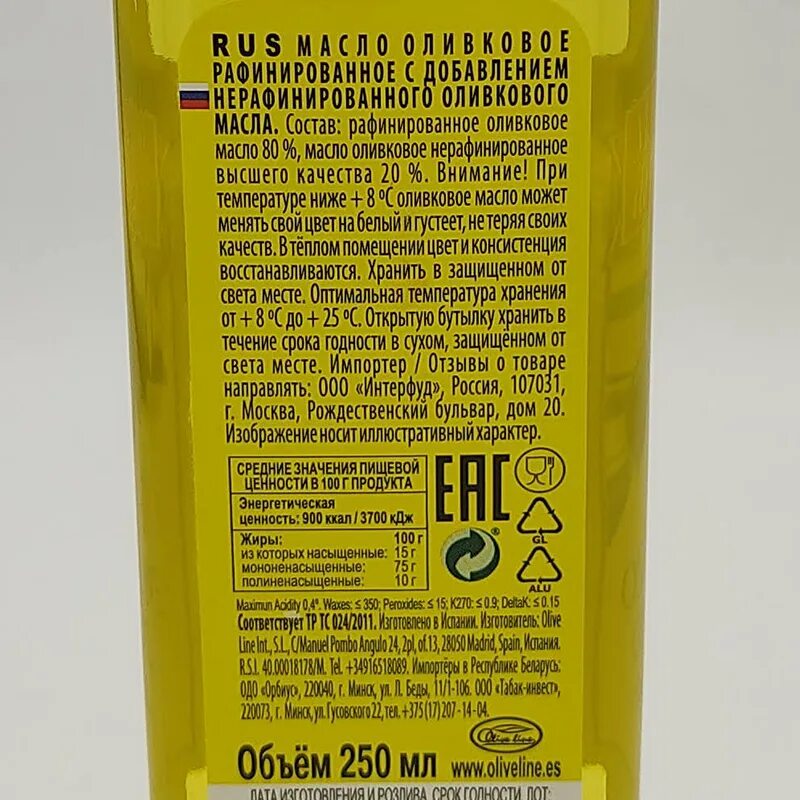 RUS МАСЛО ОЛИВКОВОЕ
РАФИНИРОВАННОЕ С ДОБАВЛЕНИЕМ
НЕРАФИНИРОВАННОГО ОЛИВКОВОГО
МАСЛА. Состав: рафинированное оливковое
масло 80 %, масло оливковое нерафинированное
высшего качества 20 %. Внимание! При
температуре ниже + 8 ºС оливковое масло может
менять свой цвет на белый и густеет, не теряя своих
качеств. В тёплом помещении цвет и консистенция
восстанавливаются. Хранить в защищенном от
света месте. Оптимальная температура хранения
от + 8 ºС до + 25 ºС. Открытую бутылку хранить в
течение срока годности в сухом, защищённом от
света месте. Импортер / Отзывы о товаре
направлять: ООО «Интерфуд», Россия, 107031,
г. Москва, Рождественский бульвар, дом 20.
Изображение носит иллюстративный характер.
СРЕДНИЕ ЗНАЧЕНИЯ ПИЩЕВОЙ
ЦЕННОСТИ В 100 Г ПРОДУКТА
Энергетическая
ценность: 900 ккал / 3700 кДж
Жиры: 100 г
из которых насыщенные: 15 г
мононенасыщенные: 75 г
полиненасыщенные: 10 г
EAC
GL
ALU
Maximun Acidity 0,4º. Waxes: ≤ 350; Peroxides: ≤ 15; K270: ≤ 0.9; DeltaK: ≤ 0.15
Соответствует ТР ТС 024/2011. Изготовлено в Испании. Изготовитель: Olive
Line Int., S.L., C/Manuel Pombo Angulo 24, 2pl, of.13, 28050 Madrid, Spain, Испания.
R.S.I. 40.00018178/M. Tel. +34916518089. Импортёры в Республике Беларусь:
ОДО «Орбиус», 220040, г. Минск, ул. Л. Беды, 11/1-106. ООО «Табак-инвест»,
220073, г. Минск, ул. Гусовского 22, тел. +375 (17) 207-14-04.
Olive Line
Объём 250 мл www.oliveline.es
ДАТА ИЗГОТОВЛЕНИЯ И РОЗЛИВА, СРОК ГОДНОСТИ, ЛОТ: